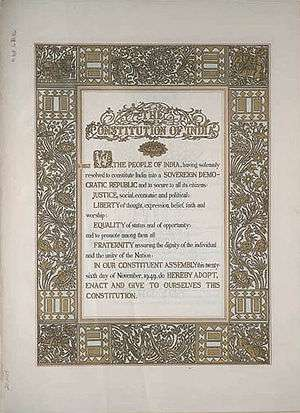 THE
CONSTITUTION OF INDIA
WE, THE PEOPLE OF INDIA, having solemnly
resolved to constitute India into a SOVEREIGN DEMO-
CRATIC REPUBLIC and to secure to all its citizens:
JUSTICE, social, economic and political;
LIBERTY of thought, expression, belief, faith and
worship;
EQUALITY of status and of opportunity;
and to promote among them all
FRATERNITY assuring the dignity of the individual
and the unity of the Nation;
IN OUR CONSTITUENT ASSEMBLY this twenty-
sixth day of November, 1949, do HEREBY ADOPT,
ENACT AND GIVE TO OURSELVES THIS
CONSTITUTION.